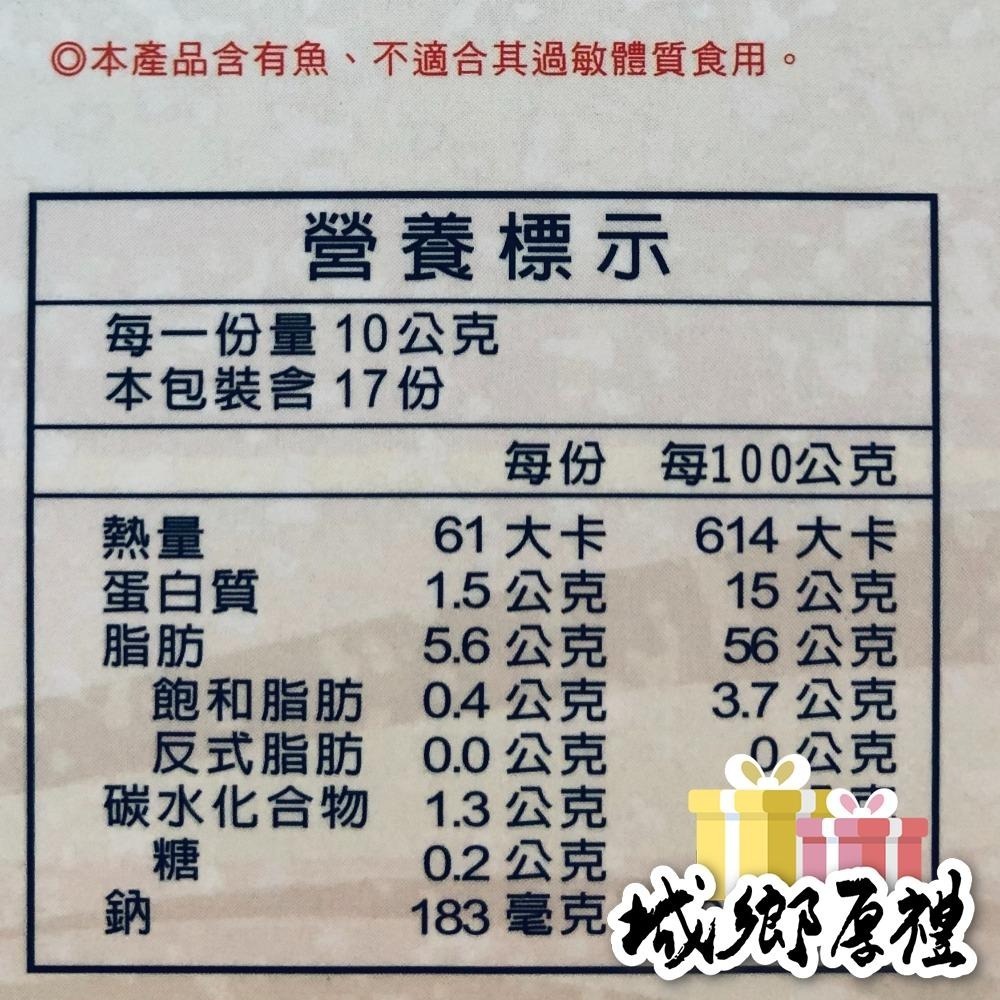 ◎本產品含有魚、不適合其過敏體質食用。
營養標示
每一份量 10公克
本包裝含 17份
每份 每100公克
熱量 61 大卡 614 大卡
蛋白質 1.5 公克 15 公克
脂肪 5.6 公克 56 公克
飽和脂肪 0.4 公克 3.7 公克
反式脂肪 0.0 公克 0 公克
碳水化合物 1.3 公克
糖 0.2 公克
鈉 183 毫克
城鄉厚禮